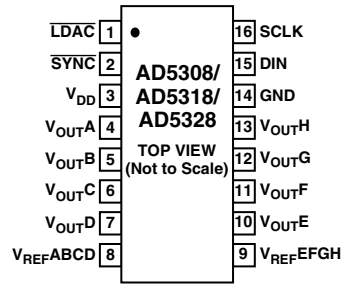 LDAC 1 16 SCLK
SYNC 2 15 DIN
VDD 3 14 GND
VOUTA 4 13 VOUTH
VOUTB 5 12 VOUTG
VOUTC 6 11 VOUTF
VOUTD 7 10 VOUTE
VREFABCD 8 9 VREFEFGH
AD5308/
AD5318/
AD5328
TOP VIEW
(Not to Scale)